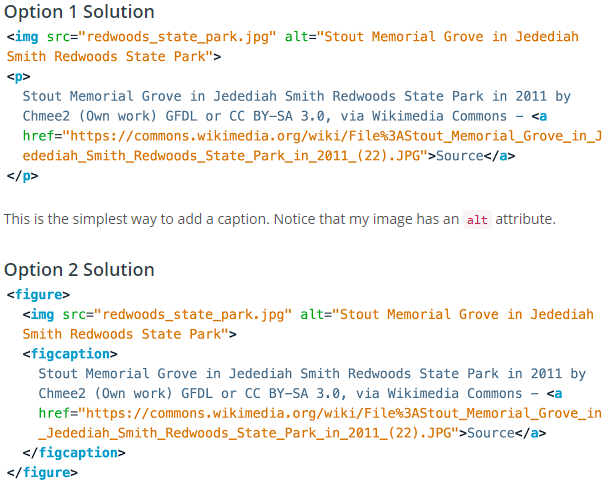 Option 1 Solution
<img src="redwoods_state_park.jpg" alt="Stout Memorial Grove in Jedediah
Smith Redwoods State Park">
<p>
Stout Memorial Grove in Jedediah Smith Redwoods State Park in 2011 by
Chmee2 (Own work) GFDL or CC BY-SA 3.0, via Wikimedia Commons – <a
href="https://commons.wikimedia.org/wiki/File%3AStout_Memorial_Grove_in_J
edediah_Smith_Redwoods_State_Park_in_2011_(22).JPG">Source</a>
</p>
This is the simplest way to add a caption. Notice that my image has an alt attribute.
Option 2 Solution
<figure>
<img src="redwoods_state_park.jpg" alt="Stout Memorial Grove in Jedediah
Smith Redwoods State Park">
<figcaption>
Stout Memorial Grove in Jedediah Smith Redwoods State Park in 2011 by
Chmee2 (Own work) GFDL or CC BY-SA 3.0, via Wikimedia Commons – <a
href="https://commons.wikimedia.org/wiki/File%3AStout_Memorial_Grove_in
_Jedediah_Smith_Redwoods_State_Park_in_2011_(22).JPG">Source</a>
</figcaption>
</figure>